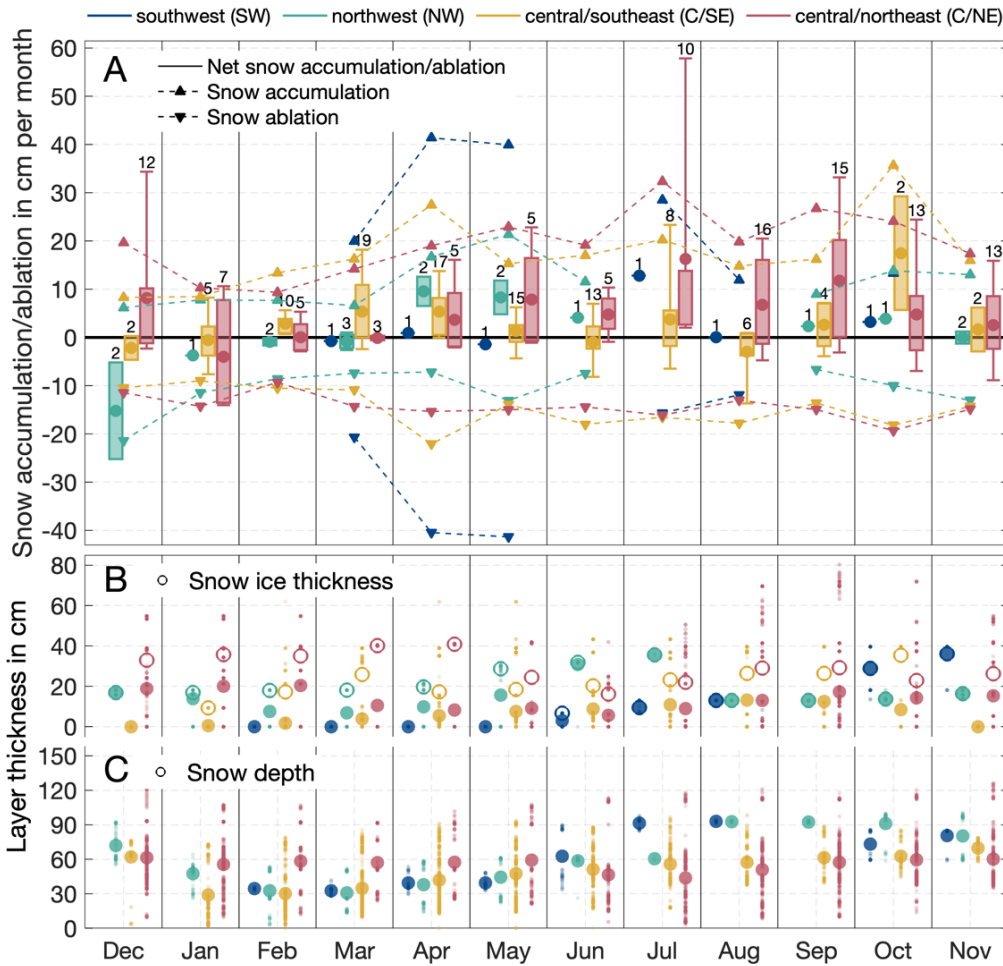 southwest (SW) northwest (NW) central/southeast (C/SE) central/northeast (C/NE)
A
Net snow accumulation/ablation
Snow accumulation
Snow ablation
Snow accumulation/ablation in cm per month
60
50
40
30
20
10
0
-10
-20
-30
-40
2 2 12
1 5 7
1 10 5
1 3 19 3
1 2 17 5
1 2 15 5
1 13 5
1 8 10
1 6 16
1 4 15
1 1 2 13
2 2 13
B Snow ice thickness
80
60
40
20
0
Layer thickness in cm
C Snow depth
150
120
90
60
30
0
Dec Jan Feb Mar Apr May Jun Jul Aug Sep Oct Nov